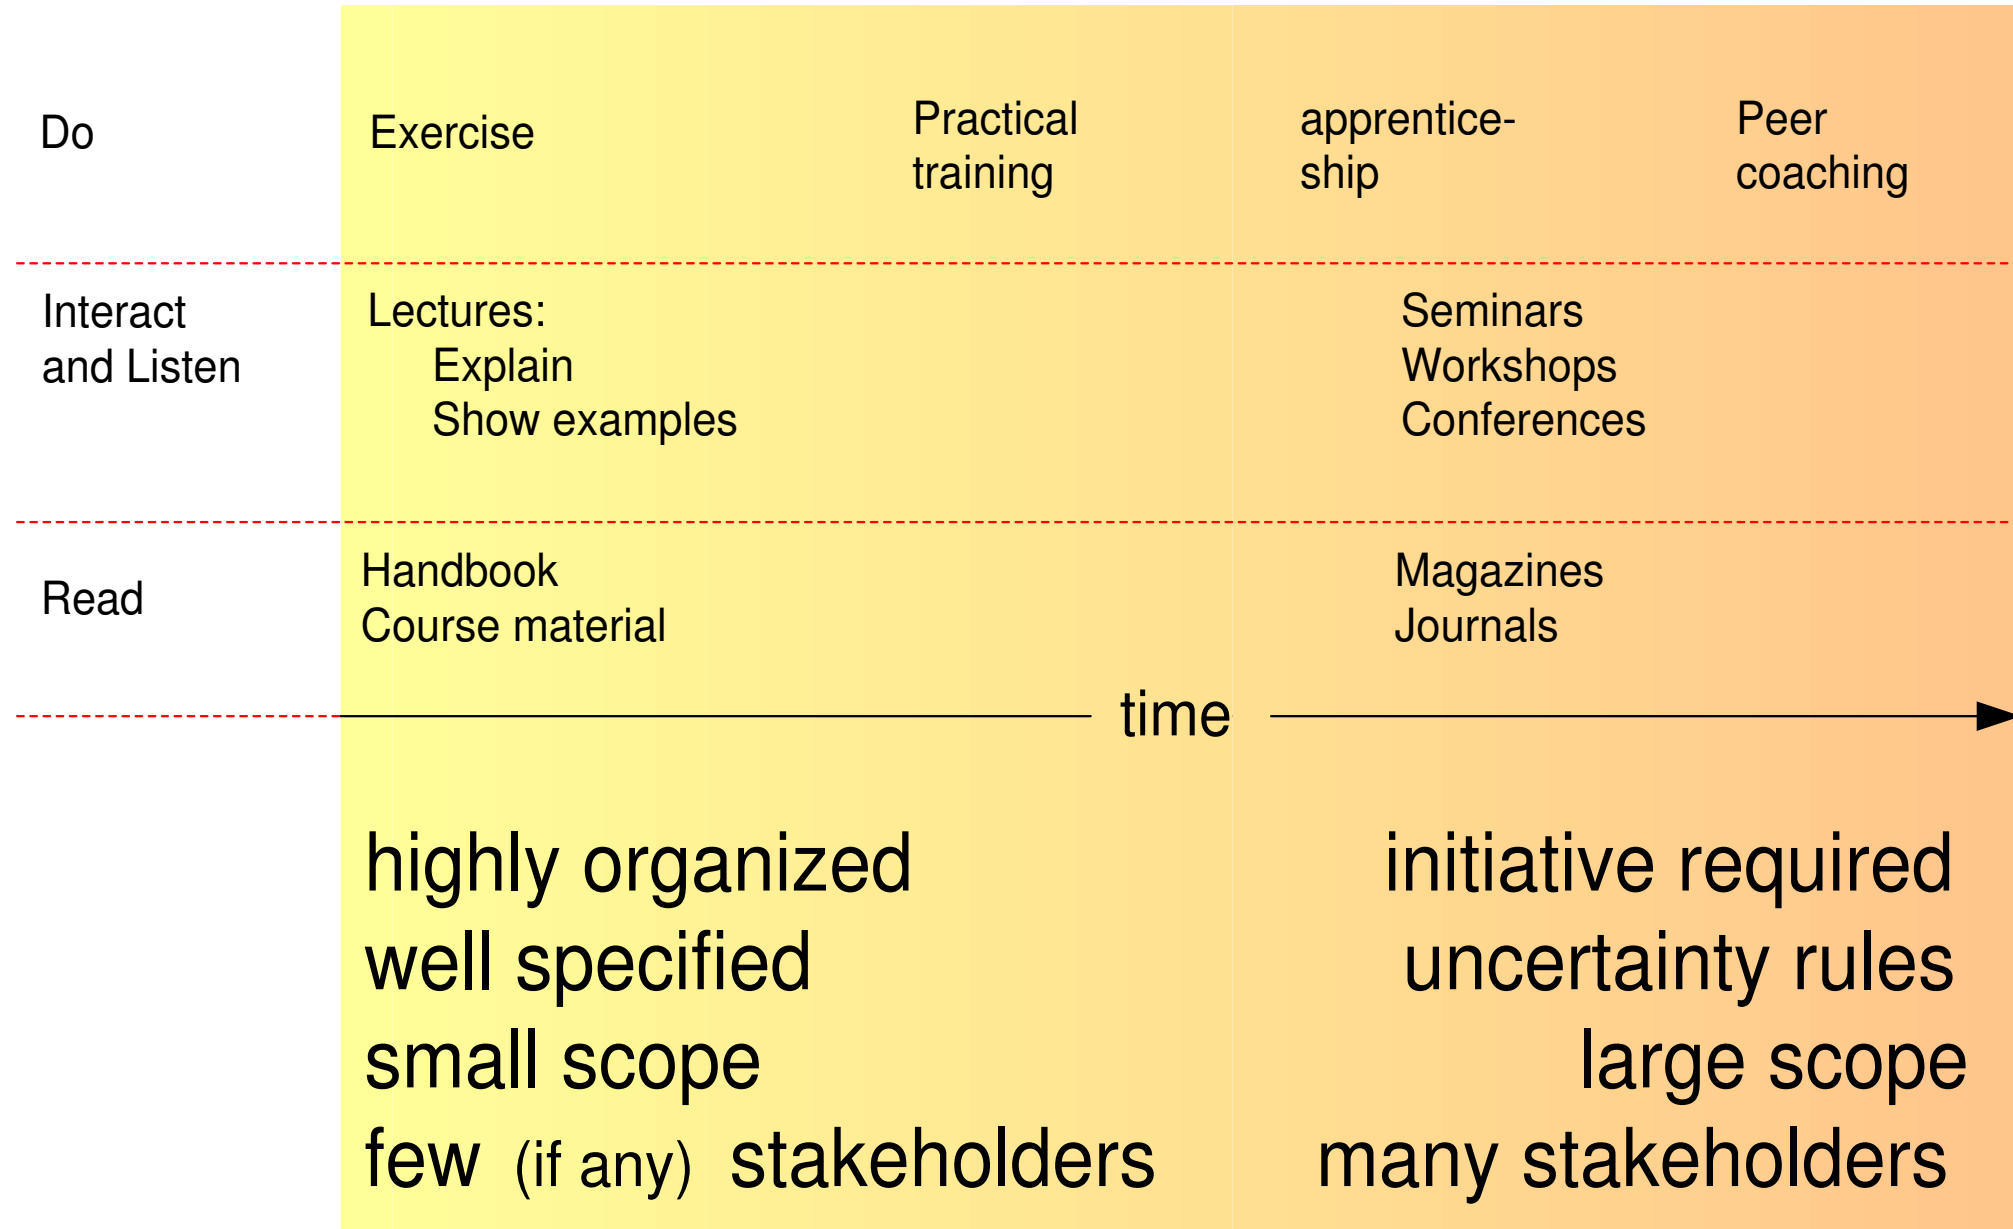 Do
Exercise
Practical
training
apprentice-
ship
Peer
coaching
Interact
and Listen
Lectures:
Explain
Show examples
Seminars
Workshops
Conferences
Read
Handbook
Course material
Magazines
Journals
time
highly organized
well specified
small scope
few (if any) stakeholders
initiative required
uncertainty rules
large scope
many stakeholders